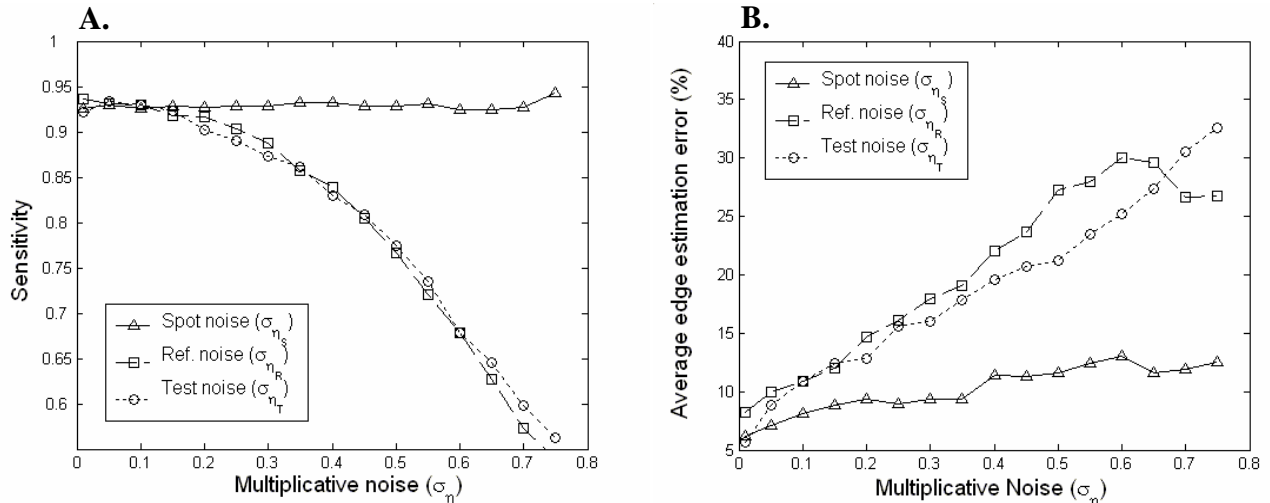 A.
1
0.95
0.9
0.85
0.8
0.75
0.7
0.65
0.6
Sensitivity
Spot noise (σηS)
Ref. noise (σηR)
Test noise (σηT)
0 0.1 0.2 0.3 0.4 0.5 0.6 0.7 0.8
Multiplicative noise (ση)
B.
40
35
30
25
20
15
10
5
Average edge estimation error (%)
Spot noise (σηS)
Ref. noise (σηR)
Test noise (σηT)
0 0.1 0.2 0.3 0.4 0.5 0.6 0.7 0.8
Multiplicative Noise (ση)